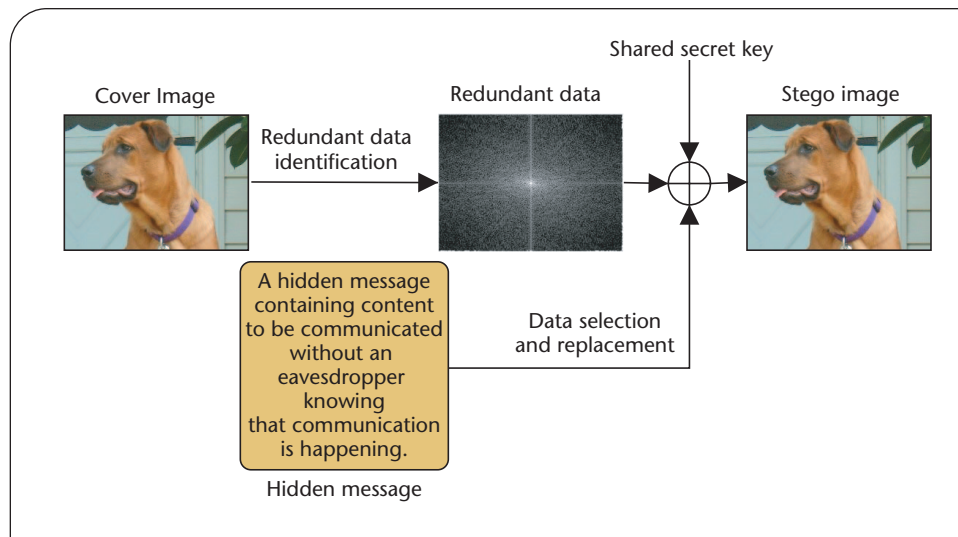 Shared secret key
Cover Image
Redundant data
Stego image
Redundant data
identification
A hidden message
containing content
to be communicated
without an
eavesdropper
knowing
that communication
is happening.
Data selection
and replacement
Hidden message